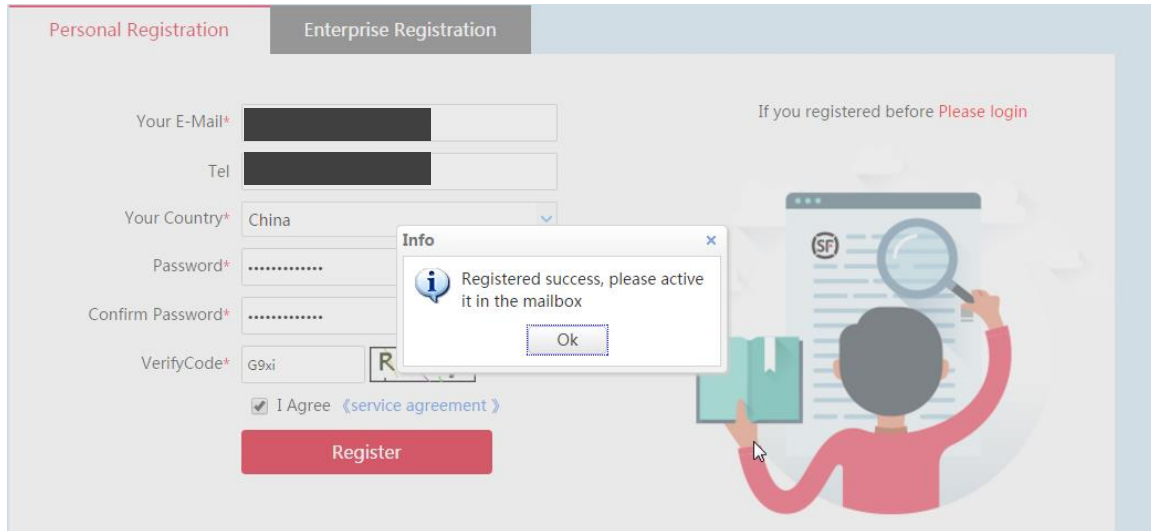 Personal Registration
Enterprise Registration
If you registered before Please login
Your E-Mail*
Tel
Your Country*
China
Password*
•••••••••••••
Confirm Password*
•••••••••••••
VerifyCode*
G9xi
R
I Agree 《service agreement 》
Register
Info
×
Registered success, please active
it in the mailbox
Ok
SF